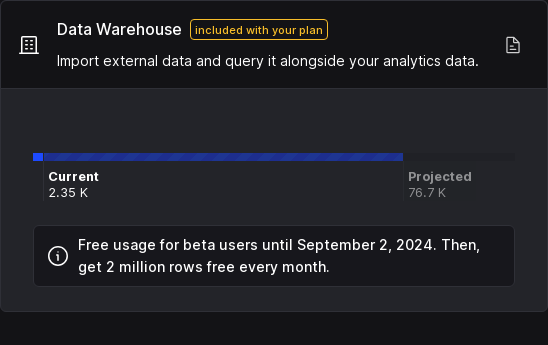 Data Warehouse included with your plan
Import external data and query it alongside your analytics data.
Current Projected
2.35 K 76.7 K
Free usage for beta users until September 2, 2024. Then,
get 2 million rows free every month.